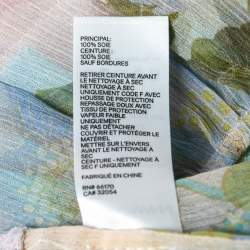 PRINCIPAL:
100% SOIE
CEINTURE :
100% SOIE
SAUF BORDURES
RETIRER CEINTURE AVANT
LE NETTOYAGE À SEC
NETTOYAGE À SEC
UNIQUEMENT CODE F AVEC
HOUSSE DE PROTECTION
REPASSAGE DOUX AVEC
TISSU DE PROTECTION
VAPEUR FAIBLE
UNIQUEMENT
NE PAS DÉTACHER
COUVRIR ET PROTÉGER LE
MATÉRIEL
METTRE SUR L'ENVERS
AVANT LE NETTOYAGE À
SEC
CEINTURE - NETTOYAGE À
SEC F UNIQUEMENT
FABRIQUÉ EN CHINE
RN# 66170
CA# 32054